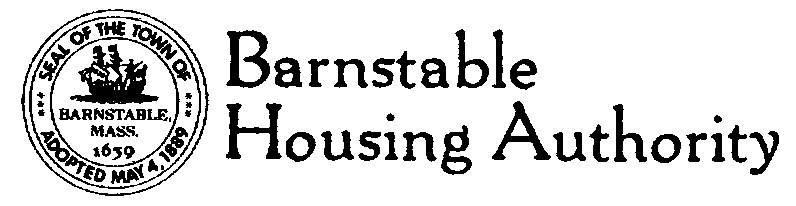 SEAL OF THE TOWN OF
BARNSTABLE,
MASS.
1639
ADOPTED MAY 4, 1889
Barnstable
Housing Authority